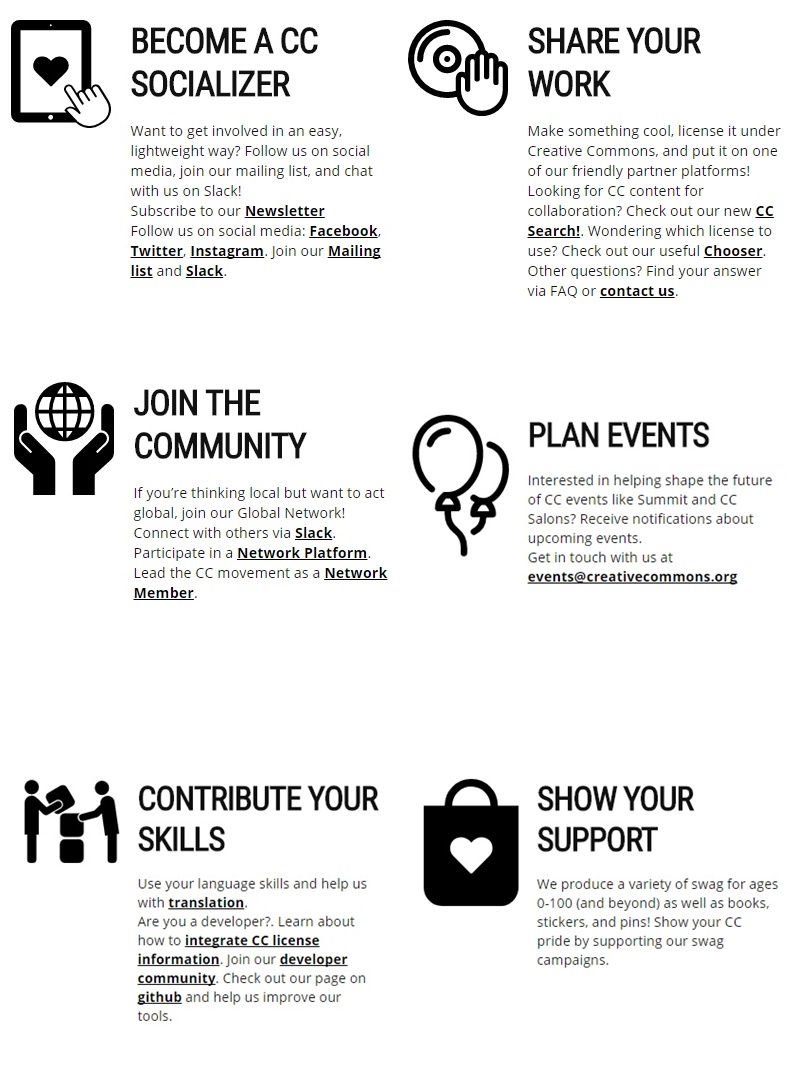 BECOME A CC
SOCIALIZER
Want to get involved in an easy,
lightweight way? Follow us on social
media, join our mailing list, and chat
with us on Slack!
Subscribe to our Newsletter
Follow us on social media: Facebook,
Twitter, Instagram. Join our Mailing
list and Slack.
SHARE YOUR
WORK
Make something cool, license it under
Creative Commons, and put it on one
of our friendly partner platforms!
Looking for CC content for
collaboration? Check out our new CC
Search!. Wondering which license to
use? Check out our useful Chooser.
Other questions? Find your answer
via FAQ or contact us.
JOIN THE
COMMUNITY
If you’re thinking local but want to act
global, join our Global Network!
Connect with others via Slack.
Participate in a Network Platform.
Lead the CC movement as a Network
Member.
PLAN EVENTS
Interested in helping shape the future
of CC events like Summit and CC
Salons? Receive notifications about
upcoming events.
Get in touch with us at
events@creativecommons.org
CONTRIBUTE YOUR
SKILLS
Use your language skills and help us
with translation.
Are you a developer?. Learn about
how to integrate CC license
information. Join our developer
community. Check out our page on
github and help us improve our
tools.
SHOW YOUR
SUPPORT
We produce a variety of swag for ages
0-100 (and beyond) as well as books,
stickers, and pins! Show your CC
pride by supporting our swag
campaigns.